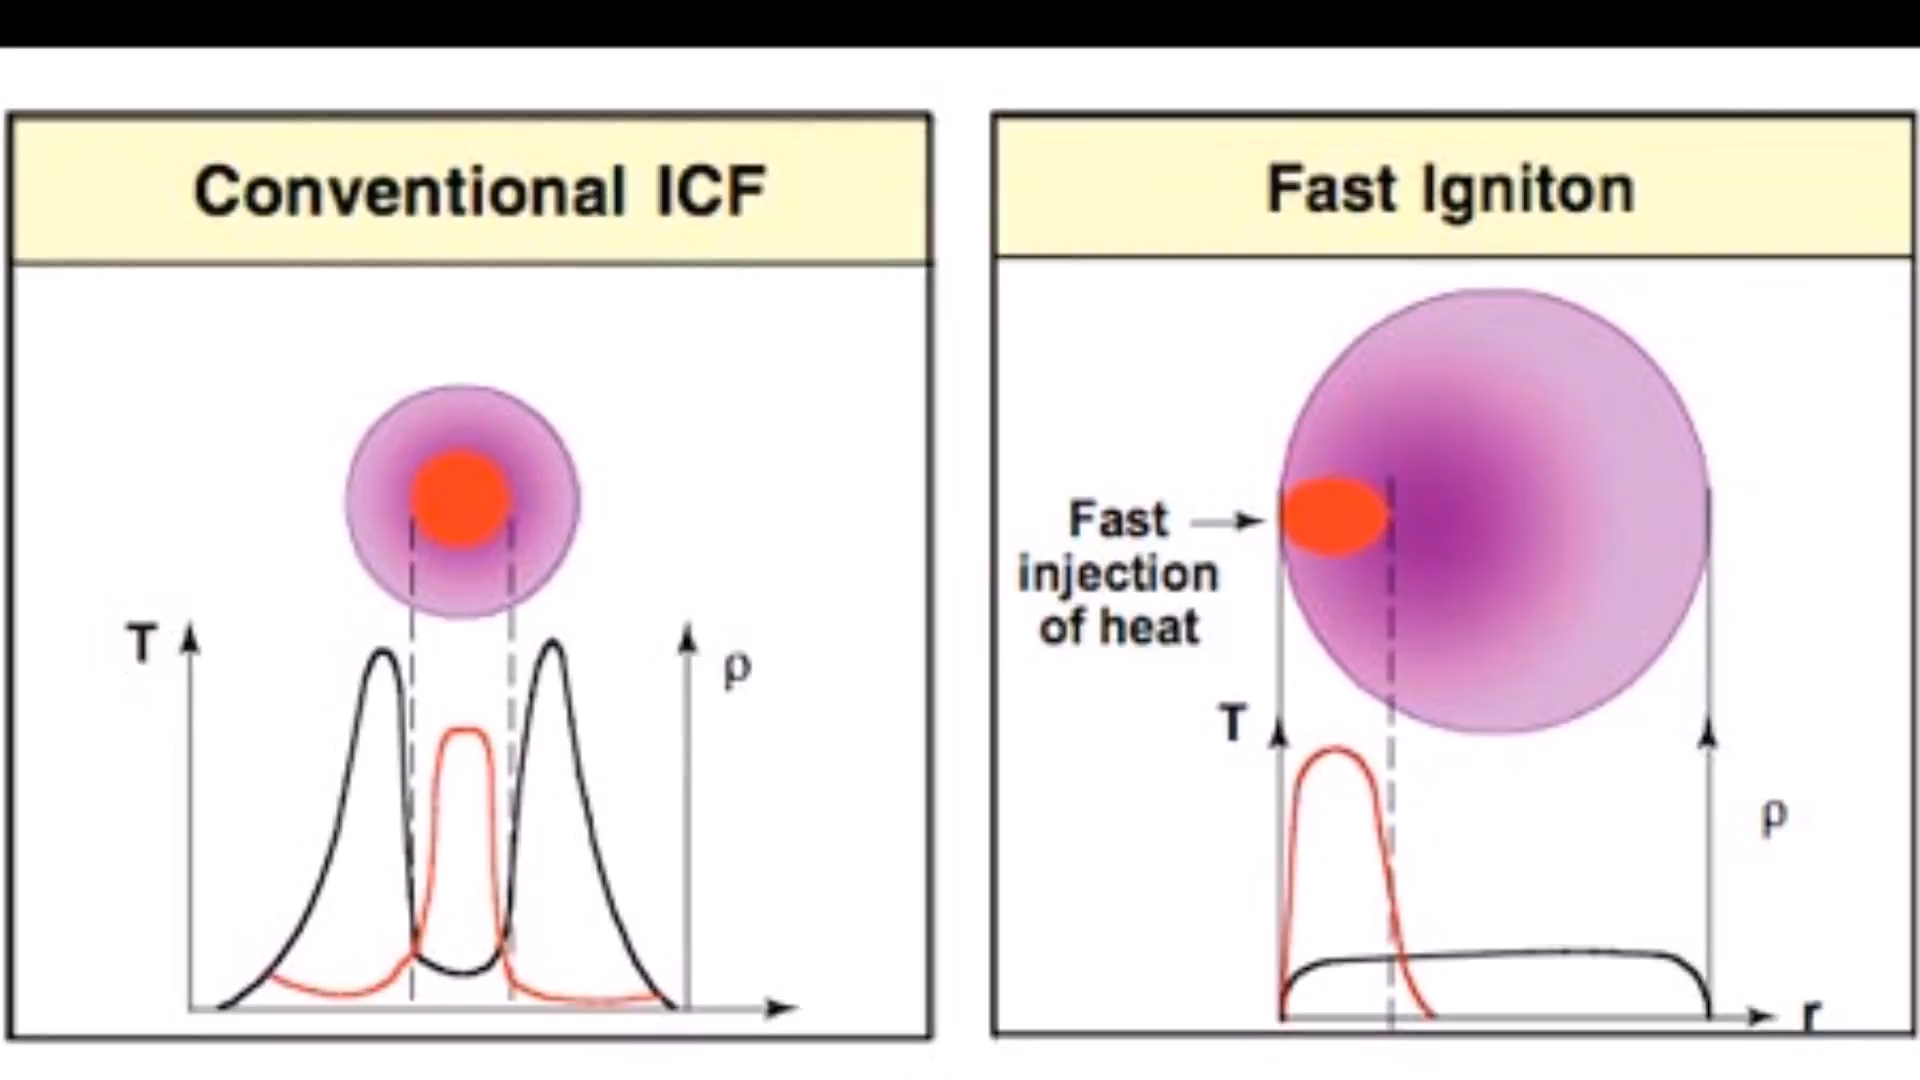 Conventional ICF
T
ρ
Fast Igniton
Fast
injection
of heat
T
ρ
r